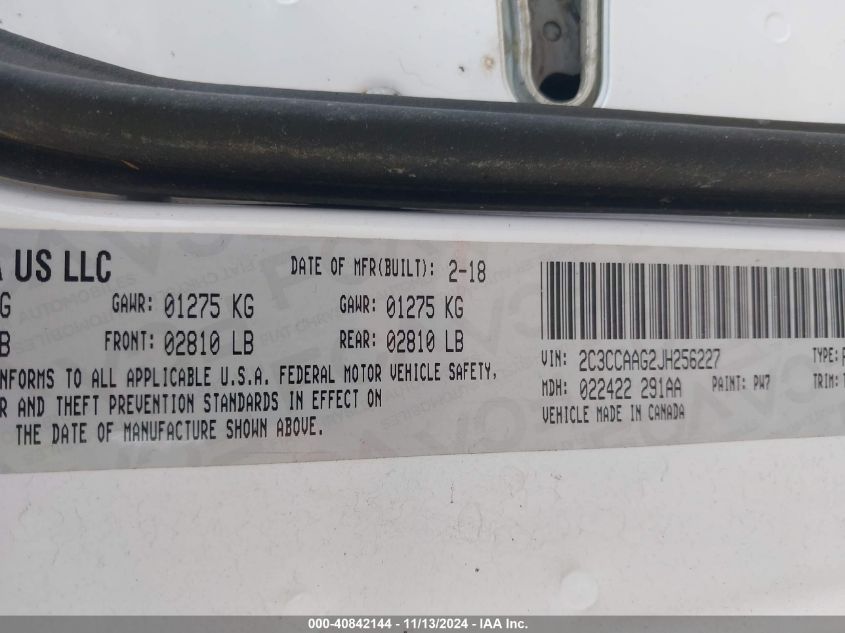 A US LLC
DATE OF MFR(BUILT): 2-18
G GAWR: 01275 KG GAWR: 01275 KG
B FRONT: 02810 LB REAR: 02810 LB
NFORMS TO ALL APPLICABLE U.S.A. FEDERAL MOTOR VEHICLE SAFETY,
R AND THEFT PREVENTION STANDARDS IN EFFECT ON
THE DATE OF MANUFACTURE SHOWN ABOVE.
VIN: 2C3CCAAG2JH256227 TYPE:
MDH: 022422 291AA PAINT: PW7 TRIM:
VEHICLE MADE IN CANADA
000-40842144 - 11/13/2024 - IAA Inc.